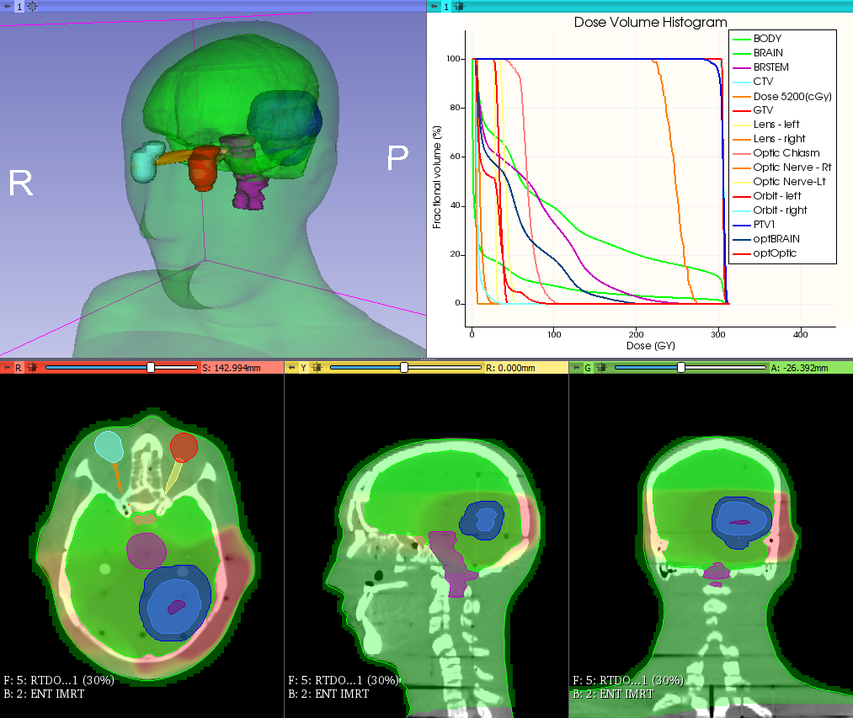 1
R
P
1
Dose Volume Histogram
Fractional volume (%)
100
80
60
40
20
0
0
100
200
300
400
Dose (GY)
BODY
BRAIN
BRSTEM
CTV
Dose 5200(cGy)
GTV
Lens - left
Lens - right
Optic Chiasm
Optic Nerve - Rt
Optic Nerve-Lt
Orbit - left
Orbit - right
PTV1
optBRAIN
optOptic
R S: 142.994mm
Y R: 0.000mm
G A: -26.392mm
F: 5: RTDO...1 (30%)
B: 2: ENT IMRT
F: 5: RTDO...1 (30%)
B: 2: ENT IMRT
F: 5: RTDO...1 (30%)
B: 2: ENT IMRT